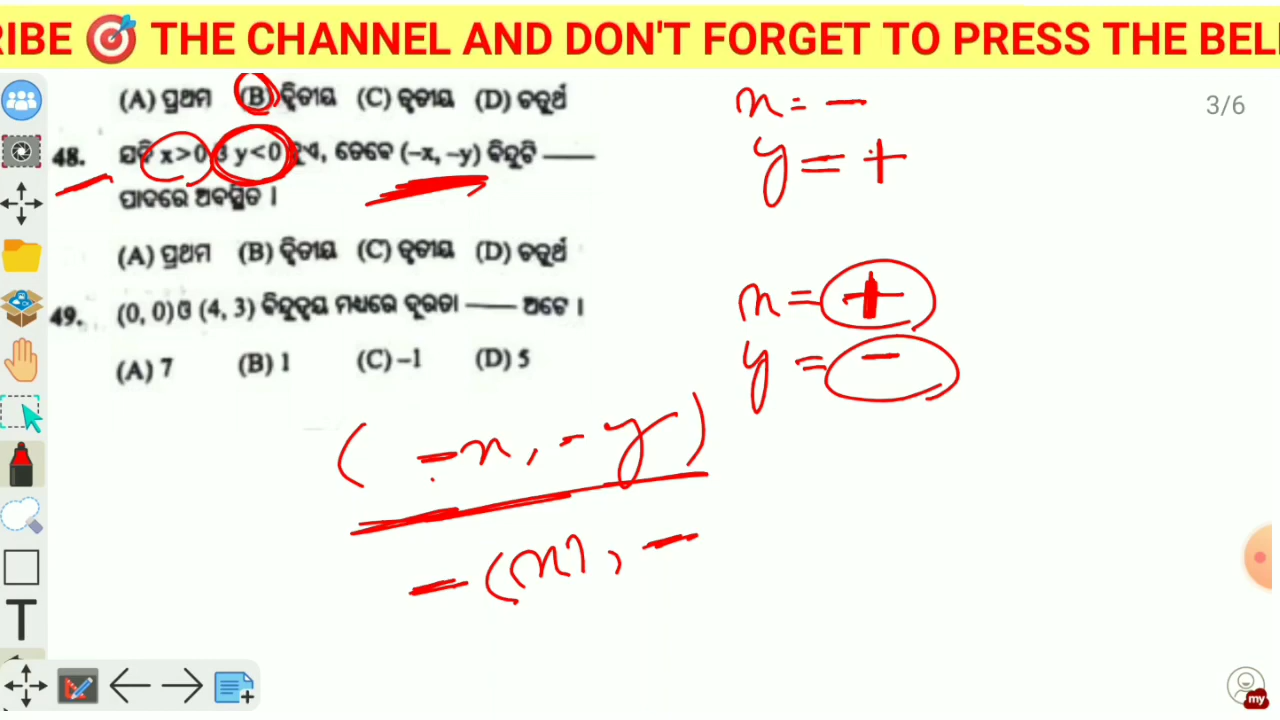 RIBE 🎯 THE CHANNEL AND DON'T FORGET TO PRESS THE BELL
(A) ପ୍ରଥମ (B) ଦ୍ୱିତୀୟ (C) ତୃତୀୟ (D) ଚତୁର୍ଥ
48. ଯଦି x>0 ଓ y<0 ହୁଏ, ତେବେ (–x, –y) ବିନ୍ଦୁଟି ——
ପାଦରେ ଅବସ୍ଥିତ ।
(A) ପ୍ରଥମ (B) ଦ୍ୱିତୀୟ (C) ତୃତୀୟ (D) ଚତୁର୍ଥ
49. (0, 0) ଓ (4, 3) ବିନ୍ଦୁଦ୍ୱୟ ମଧ୍ୟରେ ଦୂରତା —— ଅଟେ ।
(A) 7 (B) 1 (C) –1 (D) 5
x = –
y = +
x = +
y = –
( –x, –y )
– (x), –
3/6
T
my